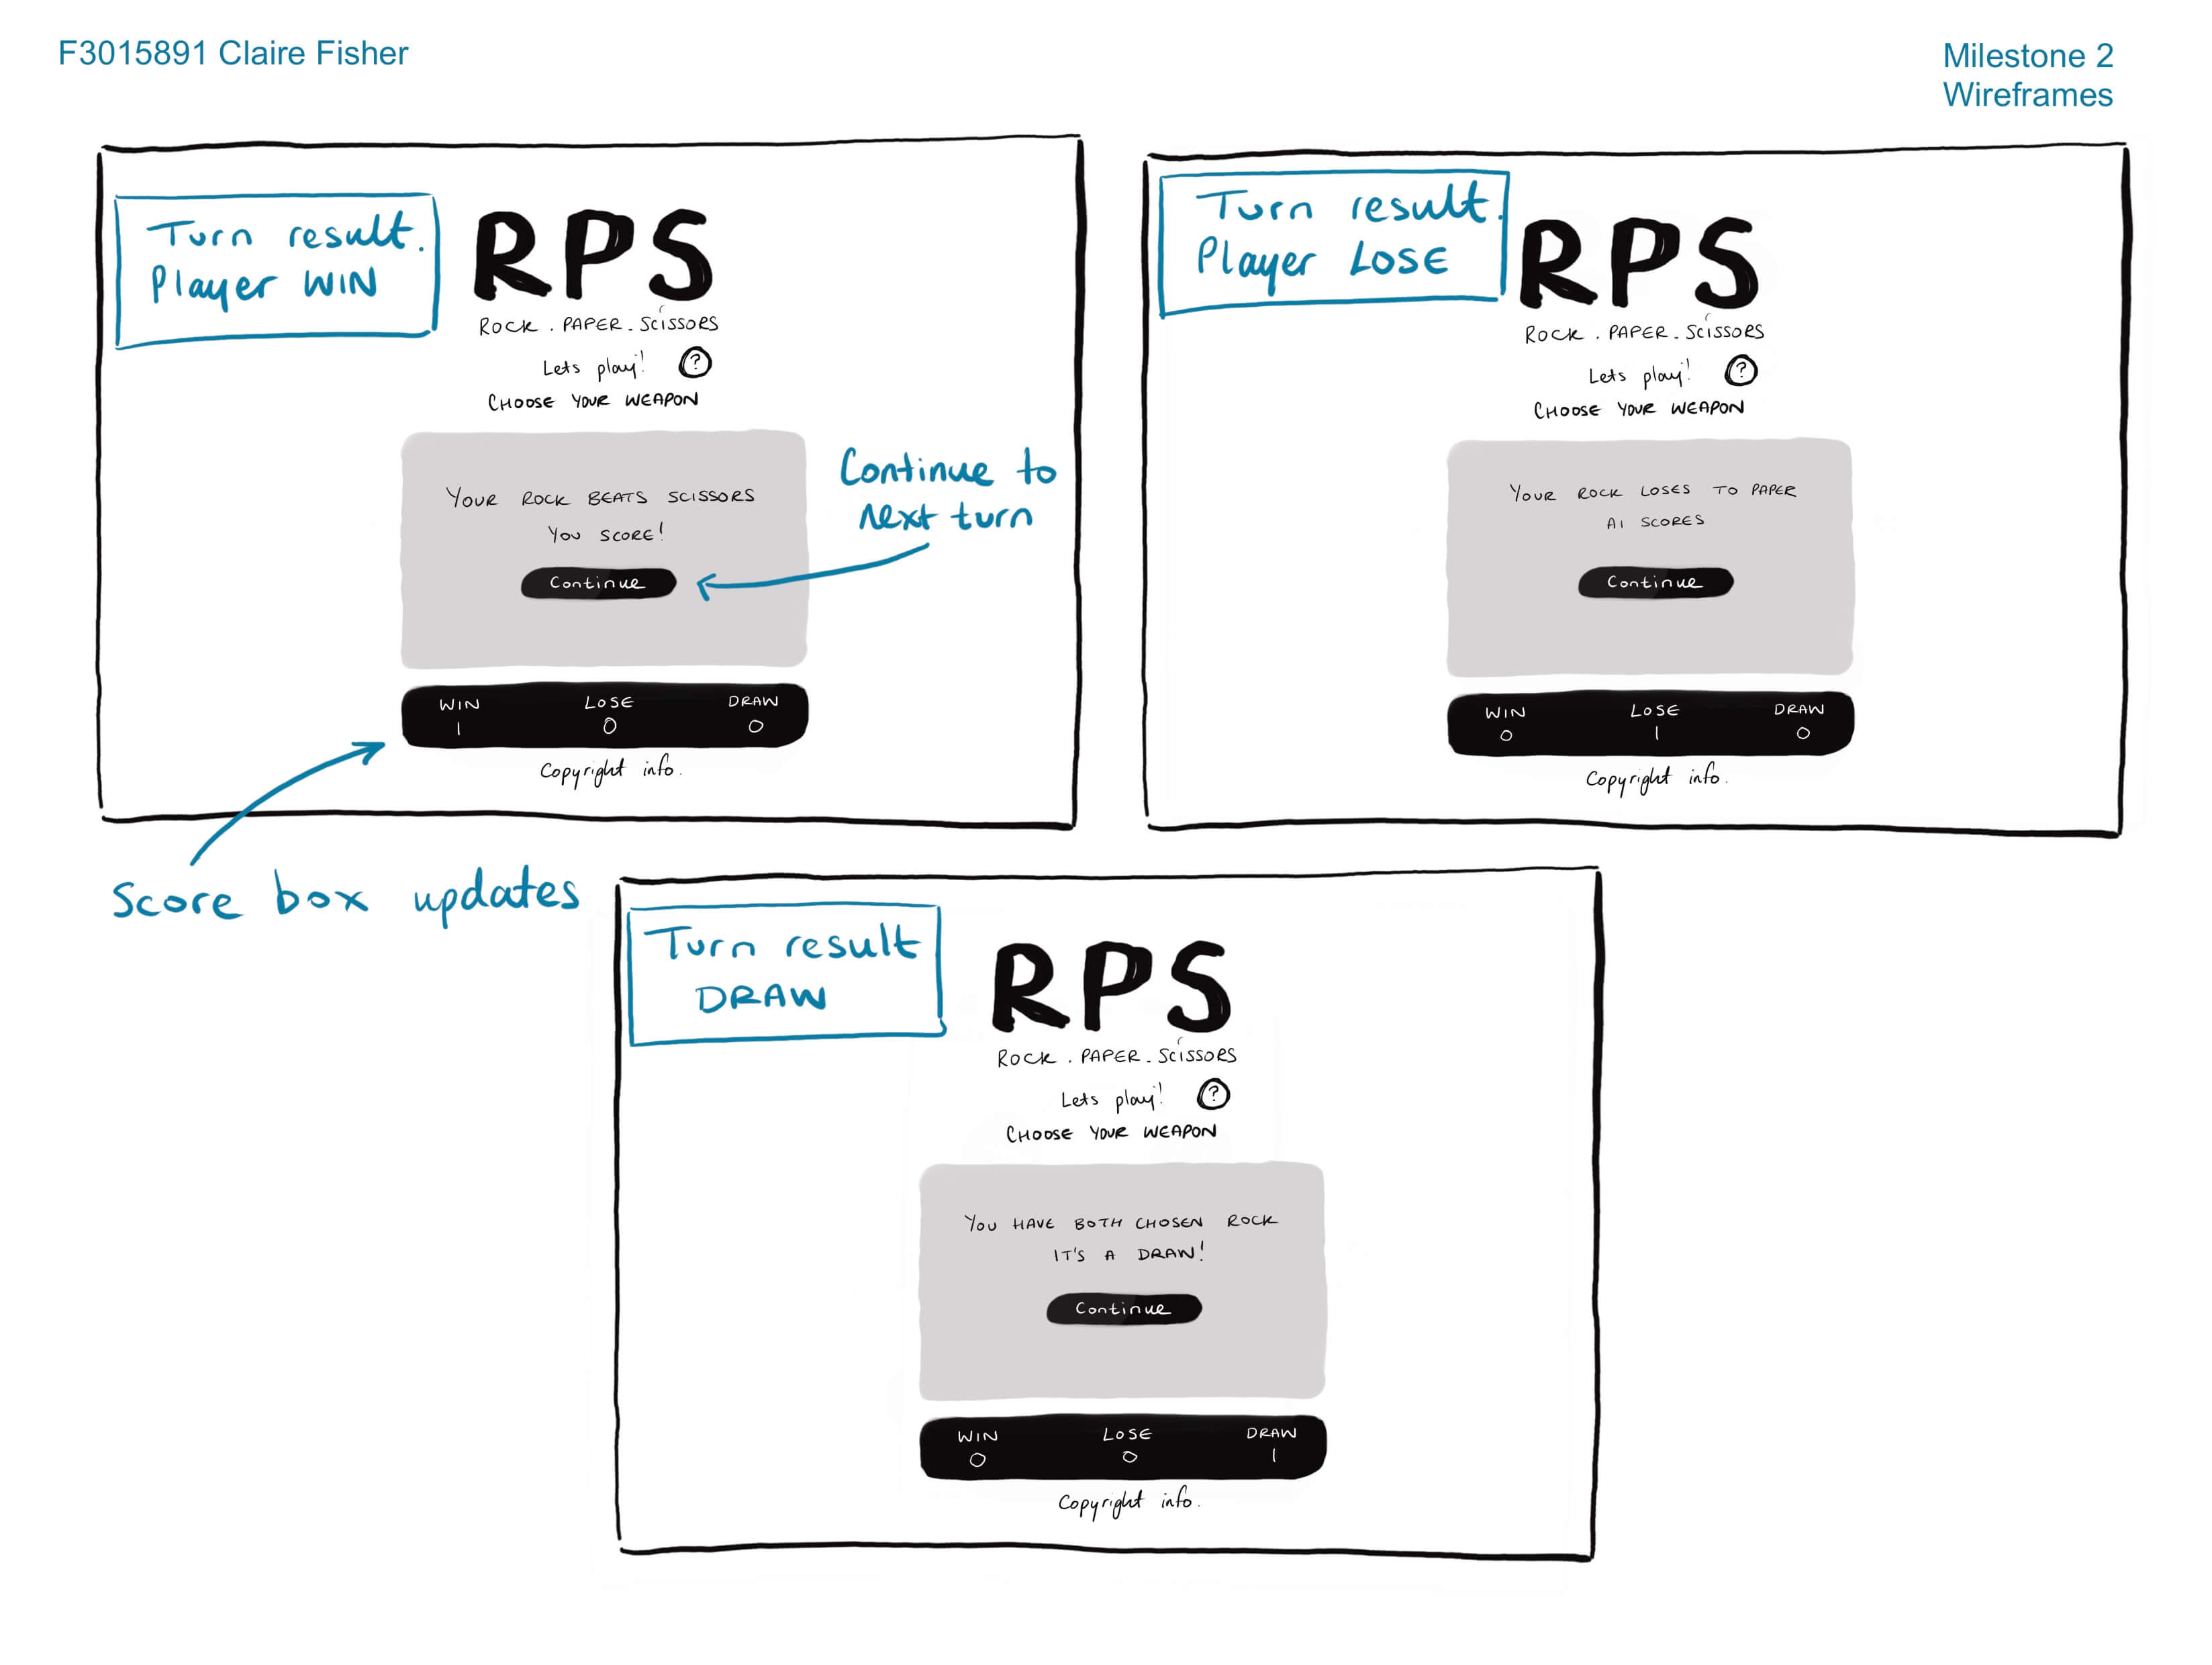 F3015891 Claire Fisher
Milestone 2
Wireframes
Turn result.
Player WIN
RPS
ROCK . PAPER . SCISSORS
Lets play! ?
CHOOSE YOUR WEAPON
YOUR ROCK BEATS SCISSORS
YOU SCORE!
Continue
WIN LOSE DRAW
1 0 0
Copyright info.
Continue to
next turn
Score box updates
Turn result.
Player LOSE
RPS
ROCK . PAPER . SCISSORS
Lets play! ?
CHOOSE YOUR WEAPON
YOUR ROCK LOSES TO PAPER
AI SCORES
Continue
WIN LOSE DRAW
0 1 0
Copyright info.
Turn result
DRAW
RPS
ROCK . PAPER . SCISSORS
Lets play! ?
CHOOSE YOUR WEAPON
YOU HAVE BOTH CHOSEN ROCK
IT'S A DRAW!
Continue
WIN LOSE DRAW
0 0 1
Copyright info.